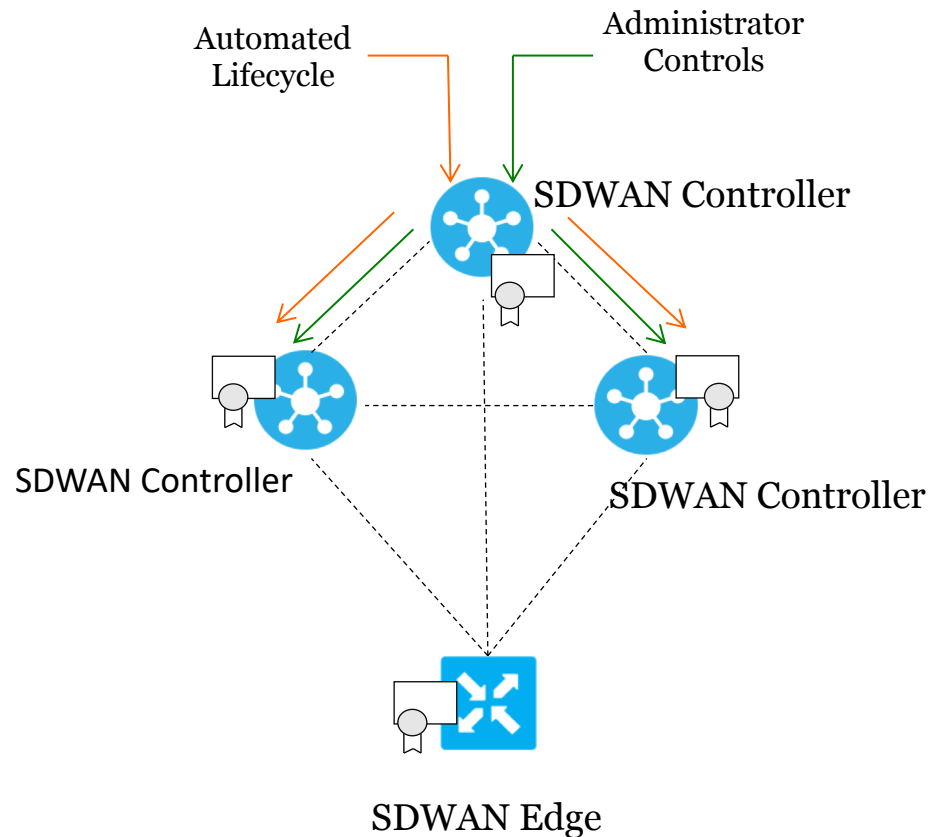 Automated
Lifecycle
Administrator
Controls
SDWAN Controller
SDWAN Controller
SDWAN Controller
SDWAN Edge